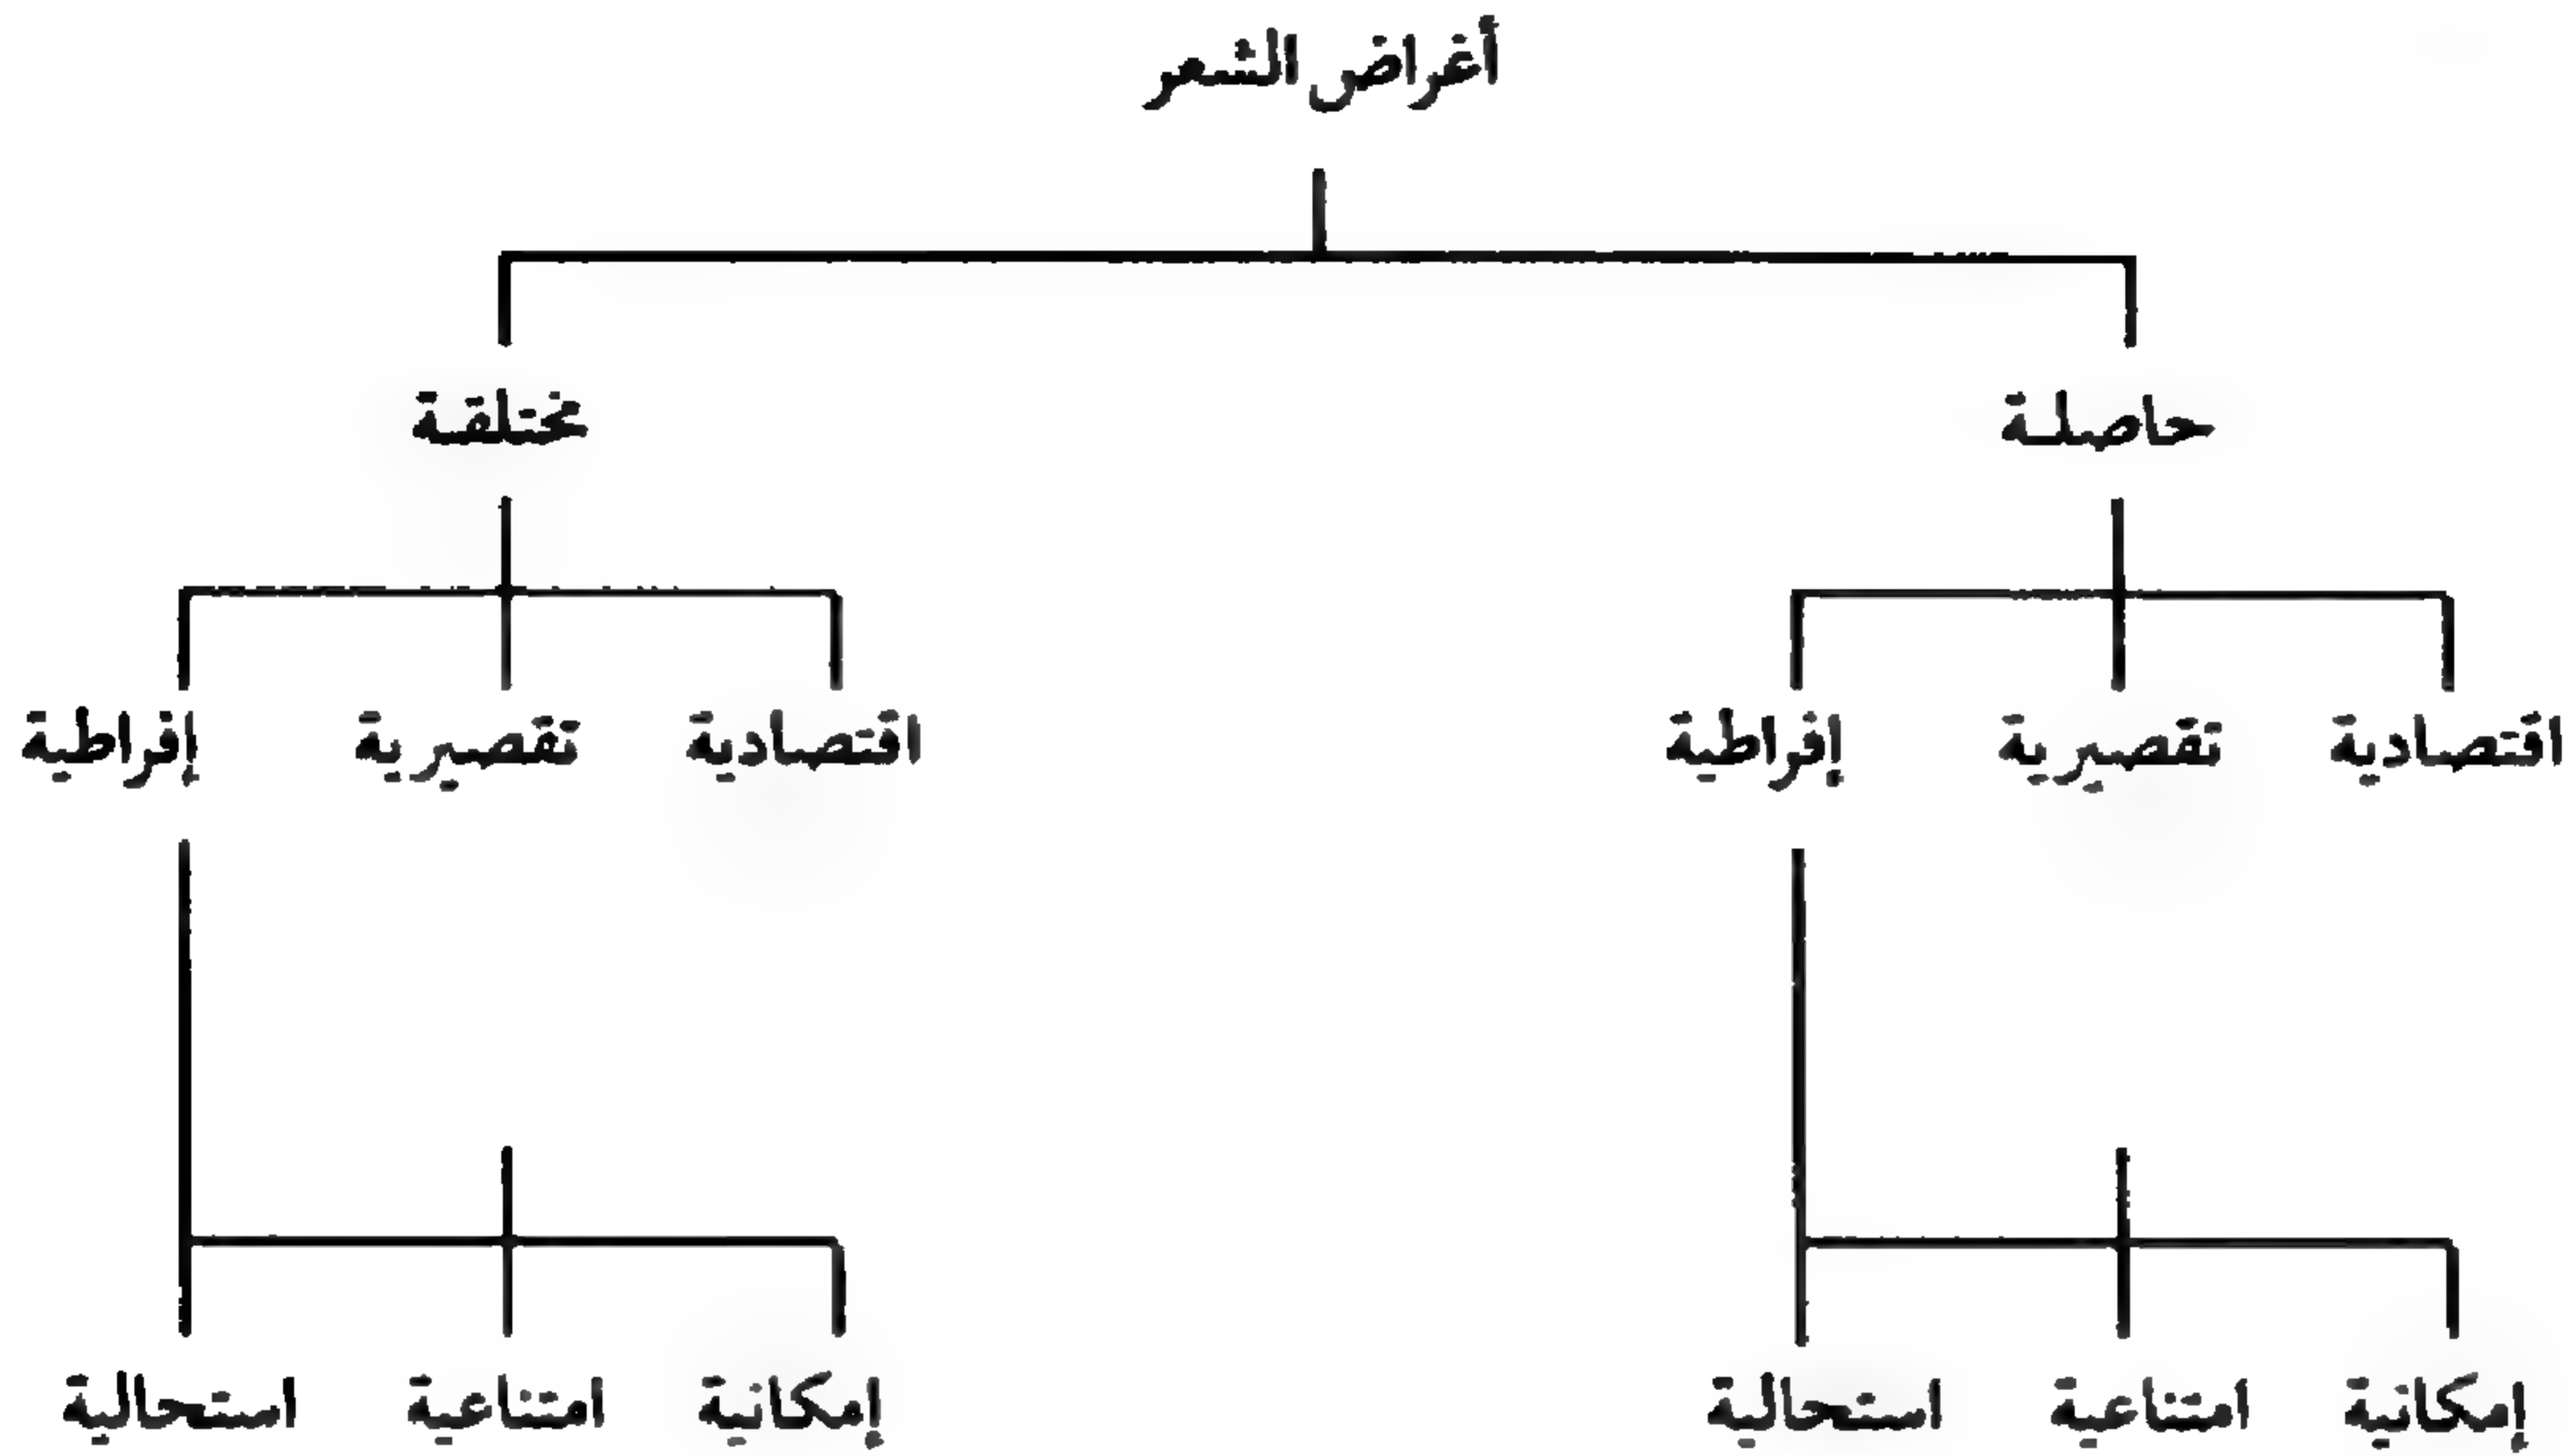 أغراض الشعر
حاصلة مختلقة
اقتصادية تقصيرية إفراطية اقتصادية تقصيرية إفراطية
إمكانية امتناعية استحالية إمكانية امتناعية استحالية